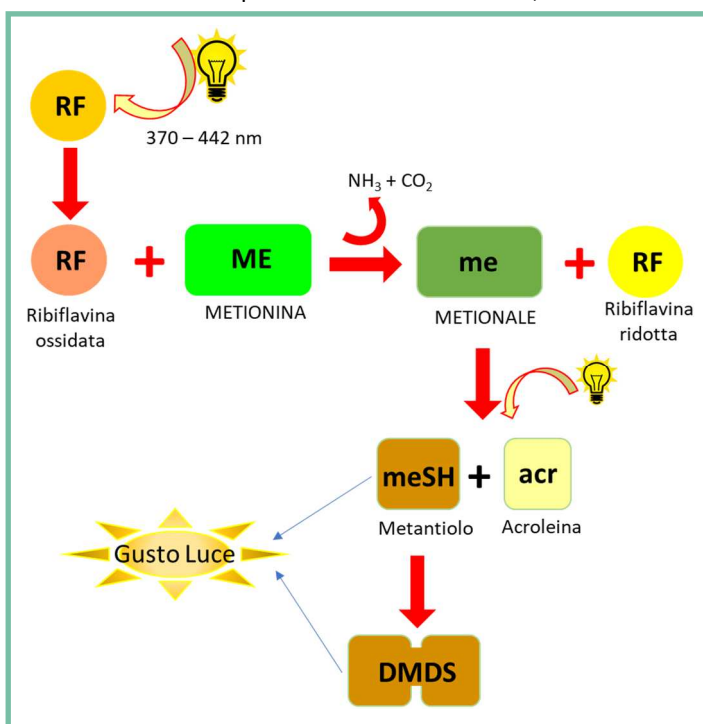 RF
370 – 442 nm
NH₃ + CO₂
RF
+
ME
me
+
RF
Ribiflavina
ossidata
METIONINA
METIONALE
Ribiflavina
ridotta
meSH
+
acr
Metantiolo
Acroleina
Gusto Luce
DMDS